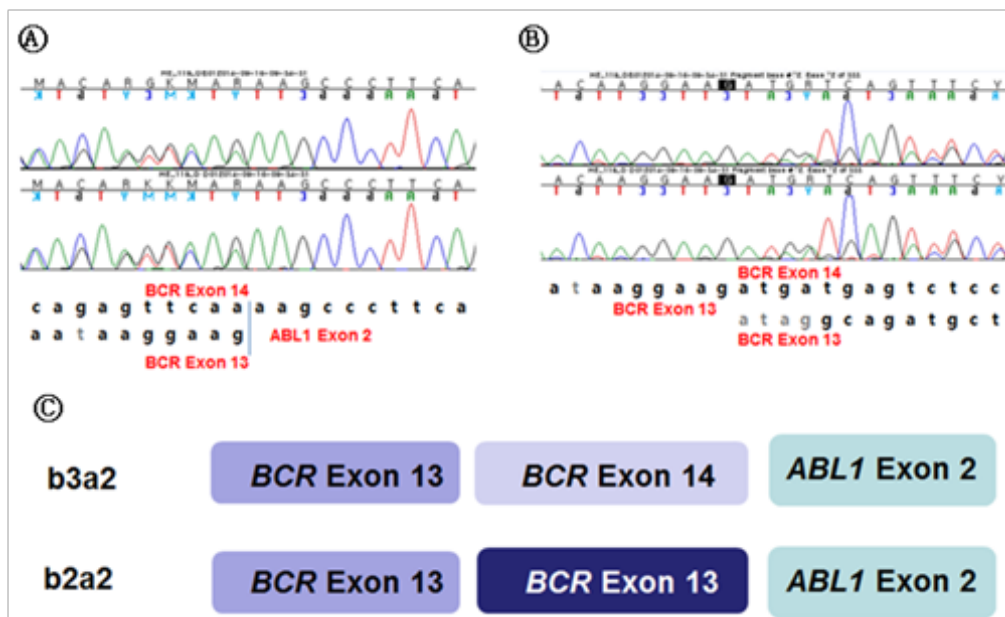 Ⓐ
M A C A R G K M A R A A G C C C T T C A
M A C A R K K M A R A A G C C C T T C A
BCR Exon 14
c a g a g t t c a a a a g c c c t t c a
a a t a a g g a a g
ABL1 Exon 2
BCR Exon 13
Ⓑ
A C A A G G A A G A T G R T C A G T T T C Y
A C A A G G A A G A T G R T C A G T T T C Y
BCR Exon 14
a t a a g g a a g a t g a t g a g t c t c c
BCR Exon 13
a t a g g c a g a t g c t
BCR Exon 13
Ⓒ
b3a2
BCR Exon 13
BCR Exon 14
ABL1 Exon 2
b2a2
BCR Exon 13
BCR Exon 13
ABL1 Exon 2